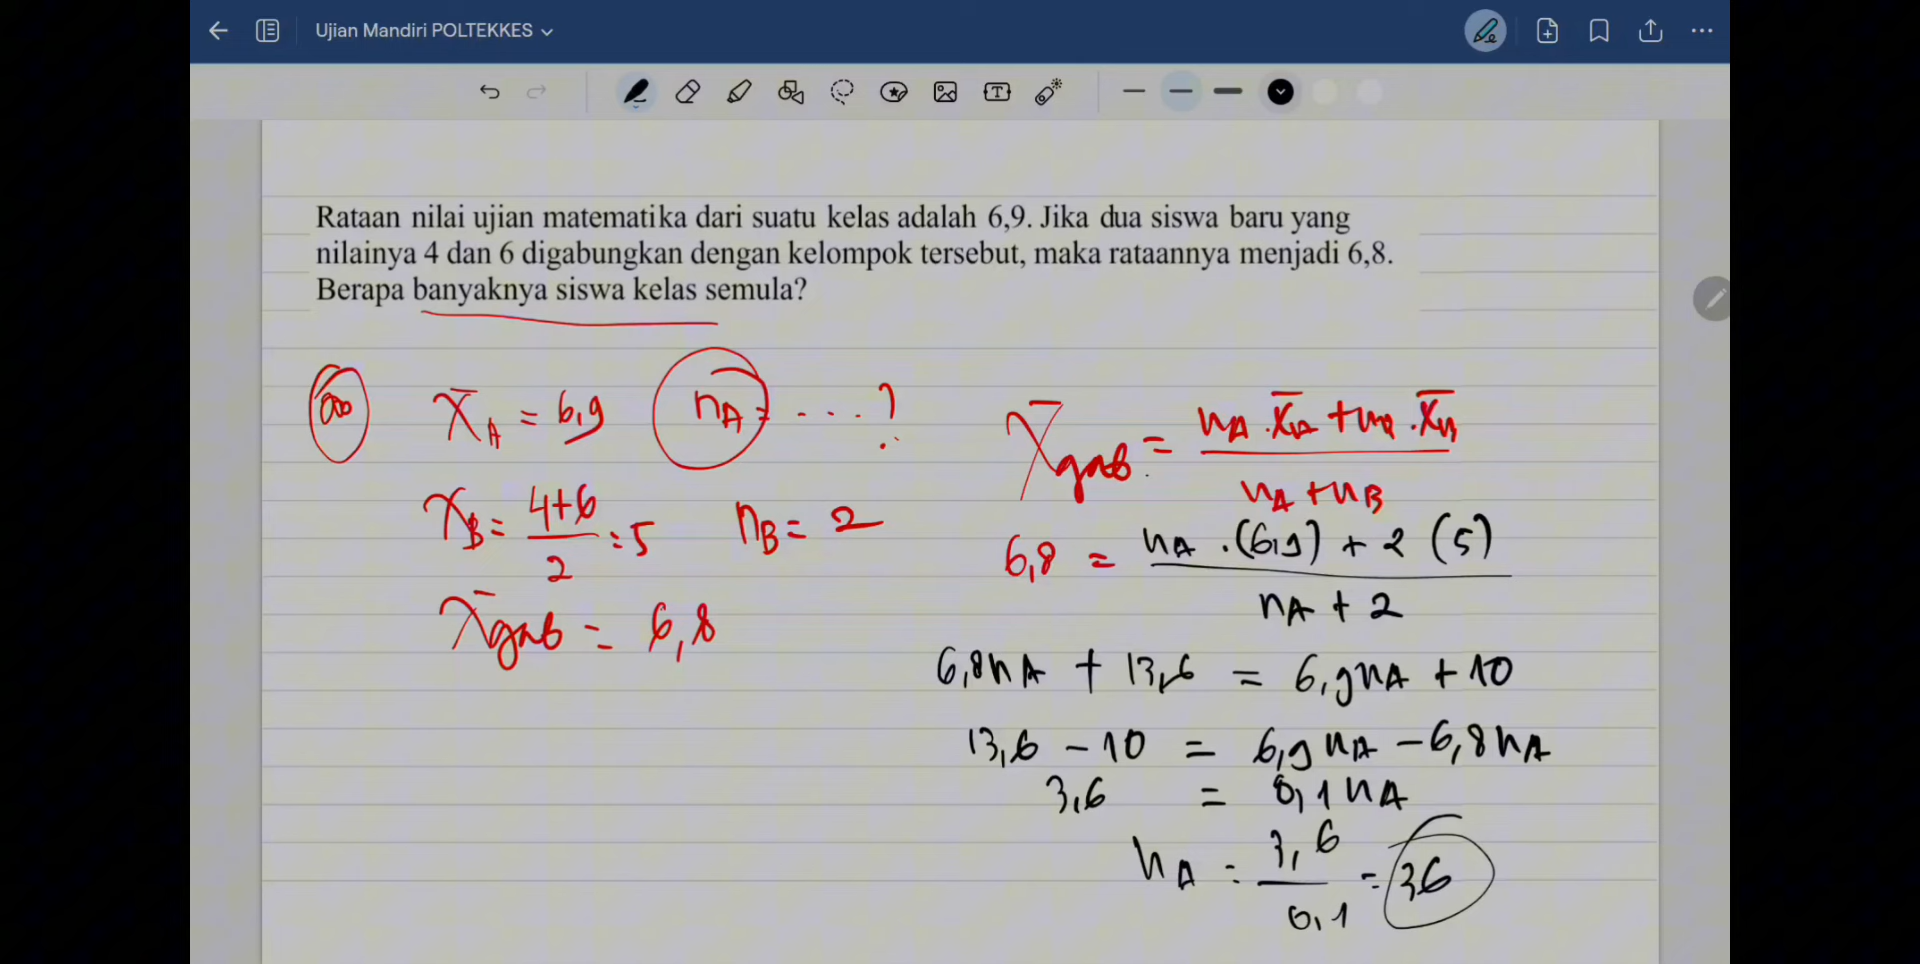 Ujian Mandiri POLTEKKES
Rataan nilai ujian matematika dari suatu kelas adalah 6,9. Jika dua siswa baru yang
nilainya 4 dan 6 digabungkan dengan kelompok tersebut, maka rataannya menjadi 6,8.
Berapa banyaknya siswa kelas semula?
x̄A = 6,9 nA = ....?
xB = 4+6 / 2 = 5 nB = 2
x̄gab = 6,8
x̄gab = nA . x̄A + nB . x̄B / nA + nB
6,8 = nA . (6,9) + 2 (5) / nA + 2
6,8nA + 13,6 = 6,9nA + 10
13,6 - 10 = 6,9nA - 6,8nA
3,6 = 0,1nA
nA = 3,6 / 0,1 = 36